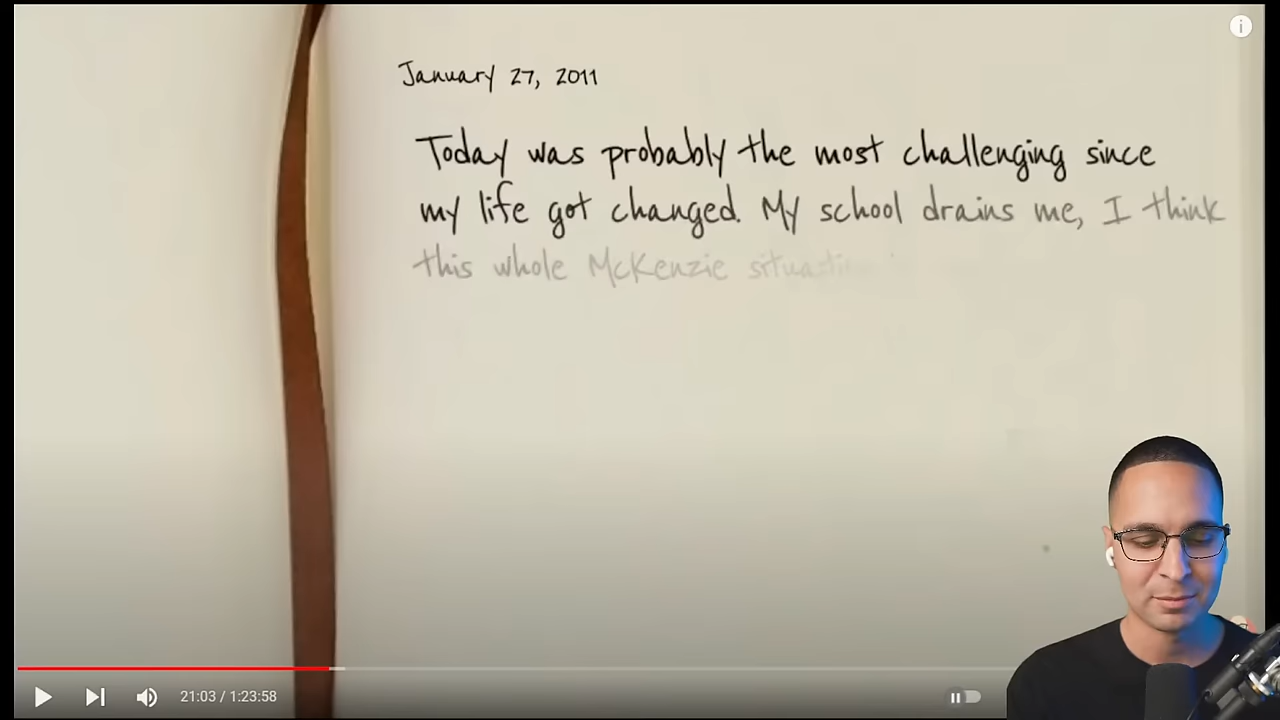 January 27, 2011
Today was probably the most challenging since
my life got changed. My school drains me, I think
this whole McKenzie situation
21:03 / 1:23:58